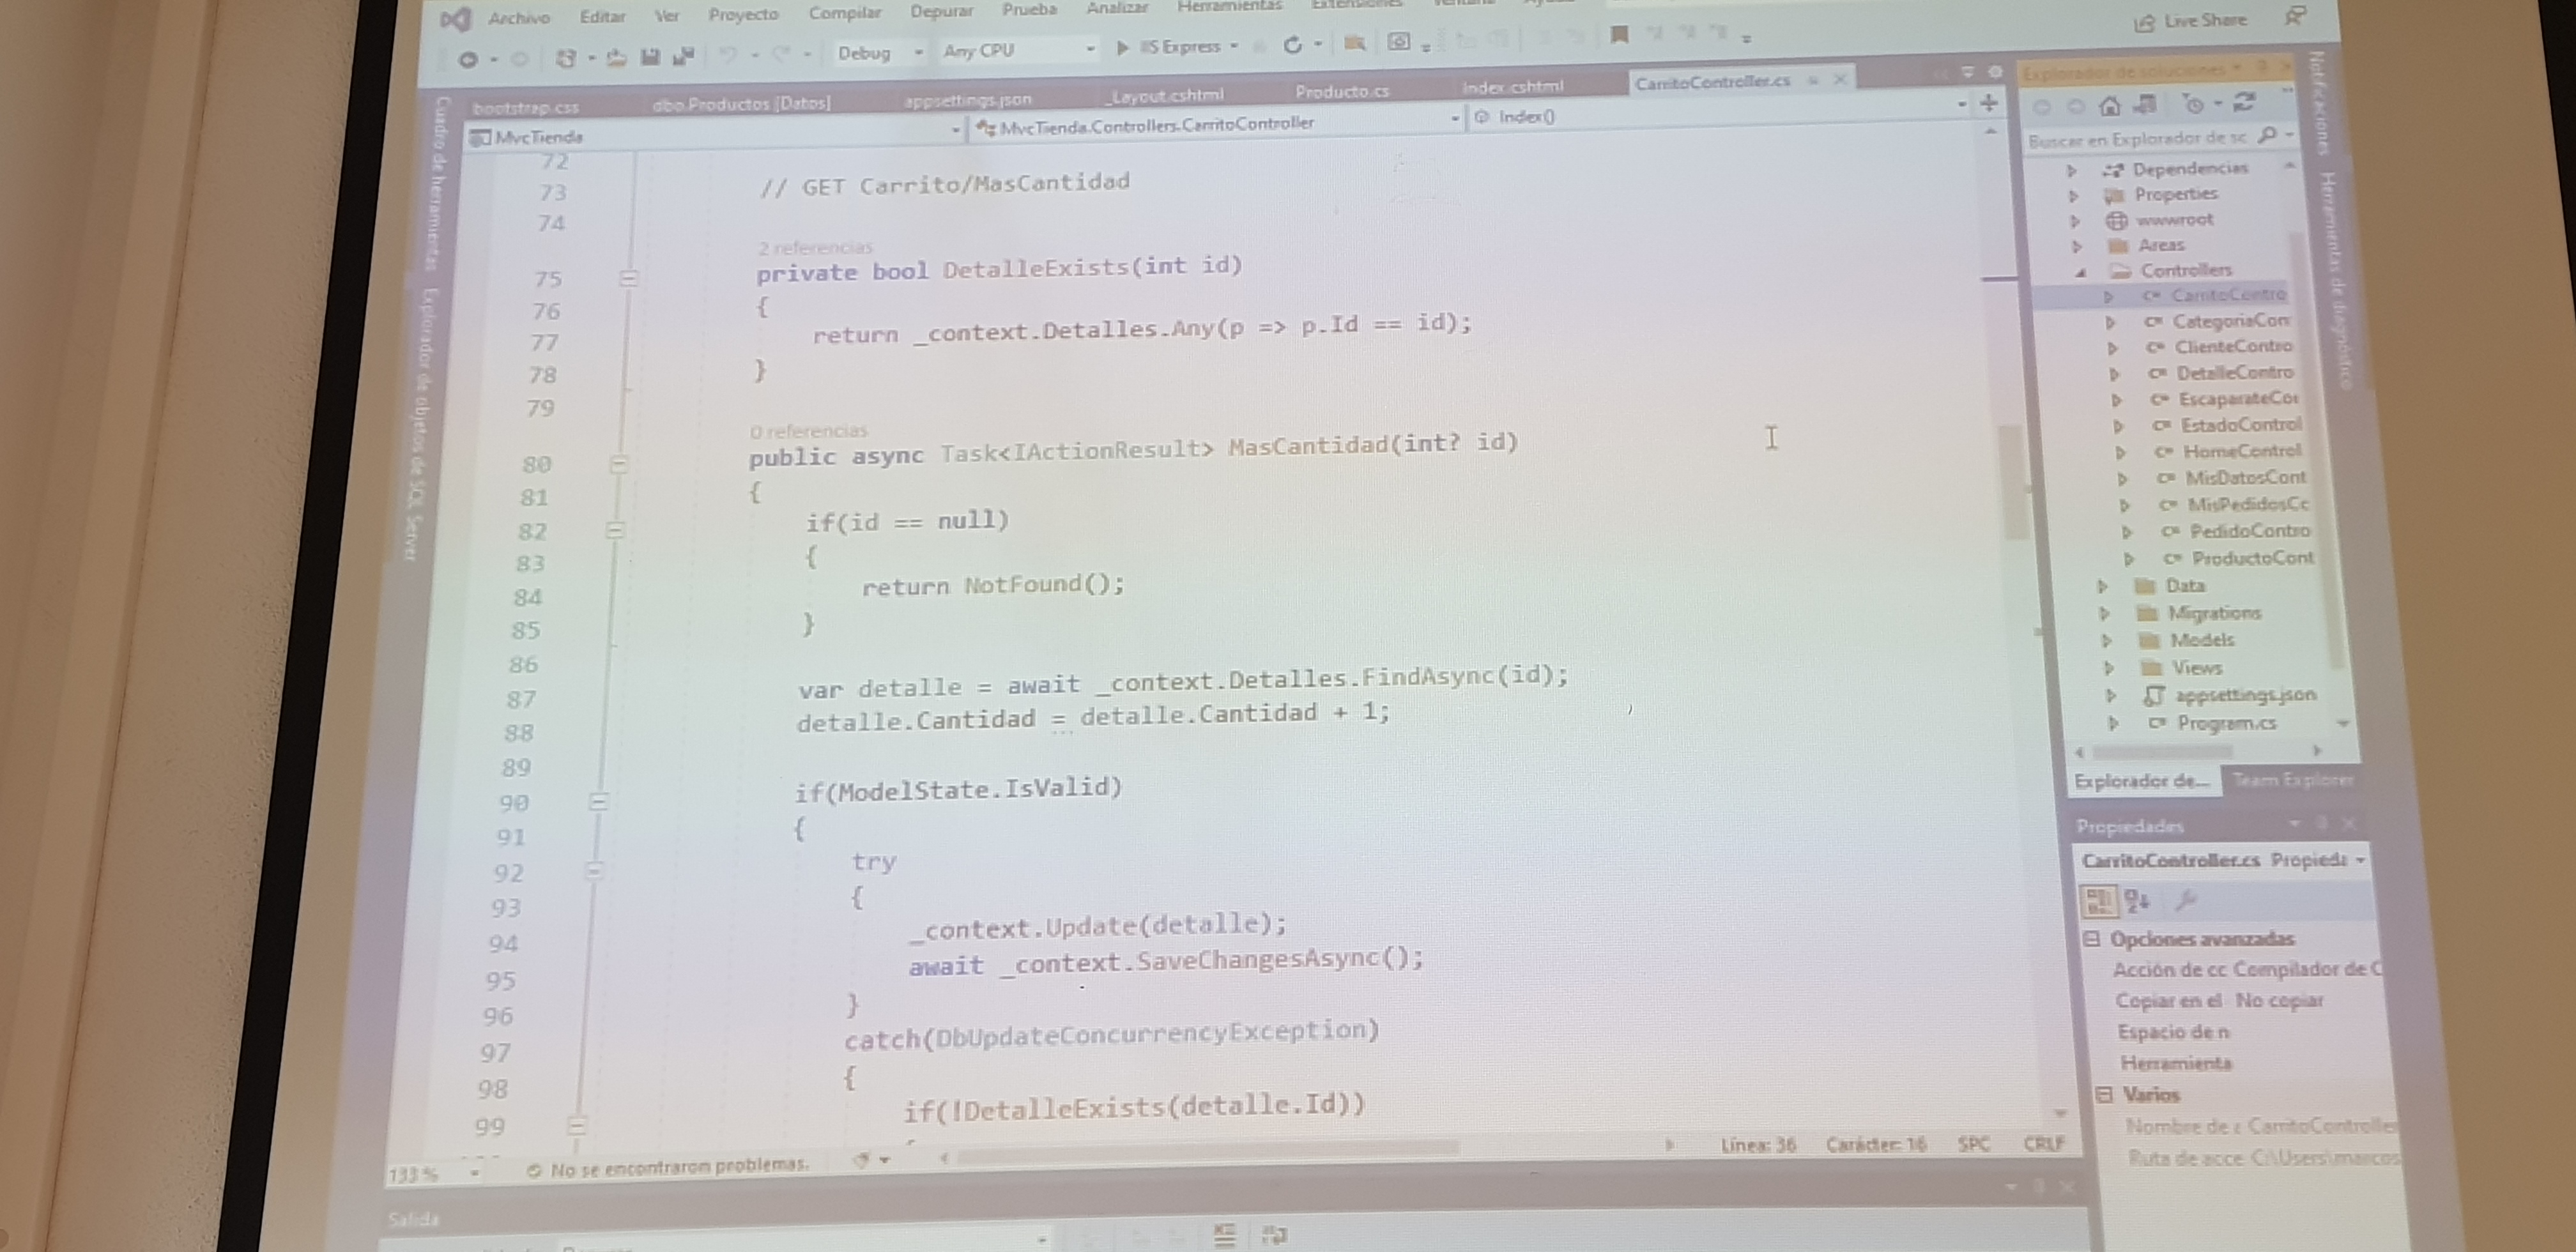 Archivo Editar Ver Proyecto Compilar Depurar Prueba Analizar Herramientas Extensiones
Live Share
Debug Any CPU IIS Express
bootstrap.css dbo.Productos [Datos] appsettings.json _Layout.cshtml Producto.cs Index.cshtml CarritoController.cs
MvcTienda MvcTienda.Controllers.CarritoController Index()
72
73 // GET Carrito/MasCantidad
74
2 referencias
75 private bool DetalleExists(int id)
76 {
77 return _context.Detalles.Any(p => p.Id == id);
78 }
79
0 referencias
80 public async Task<IActionResult> MasCantidad(int? id)
81 {
82 if(id == null)
83 {
84 return NotFound();
85 }
86
87 var detalle = await _context.Detalles.FindAsync(id);
88 detalle.Cantidad = detalle.Cantidad + 1;
89
90 if(ModelState.IsValid)
91 {
92 try
93 {
94 _context.Update(detalle);
95 await _context.SaveChangesAsync();
96 }
97 catch(DbUpdateConcurrencyException)
98 {
99 if(!DetalleExists(detalle.Id))
133 % No se encontraron problemas. Línea: 36 Carácter: 16 SPC CRLF
Salida
Cuadro de herramientas
Explorador de objetos de SQL Server
Explorador de soluciones
Buscar en Explorador de sc
Dependencias
Properties
wwwroot
Areas
Controllers
CarritoContro
CategoriaCon
ClienteContro
DetalleContro
EscaparateCor
EstadoControl
HomeControl
MisDatosCont
MisPedidosCc
PedidoContro
ProductoCont
Data
Migrations
Models
Views
appsettings.json
Program.cs
Explorador de... Team Explorer
Propiedades
CarritoController.cs Propieda
Opciones avanzadas
Acción de cc Compilador de C
Copiar en el No copiar
Espacio de n
Herramienta
Varios
Nombre de a CarritoController
Ruta de acce C:\Users\marcos
Notificaciones
Herramientas de diagnóstico